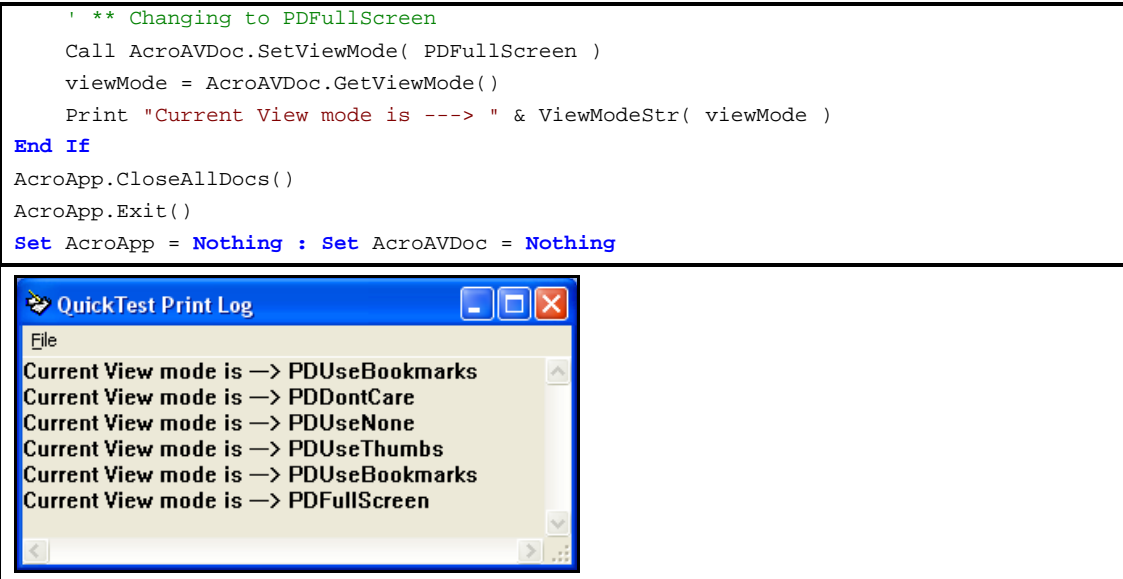 ' ** Changing to PDFullScreen
Call AcroAVDoc.SetViewMode( PDFullScreen )
viewMode = AcroAVDoc.GetViewMode()
Print "Current View mode is ---> " & ViewModeStr( viewMode )
End If
AcroApp.CloseAllDocs()
AcroApp.Exit()
Set AcroApp = Nothing : Set AcroAVDoc = Nothing
QuickTest Print Log
File
Current View mode is —> PDUseBookmarks
Current View mode is —> PDDontCare
Current View mode is —> PDUseNone
Current View mode is —> PDUseThumbs
Current View mode is —> PDUseBookmarks
Current View mode is —> PDFullScreen